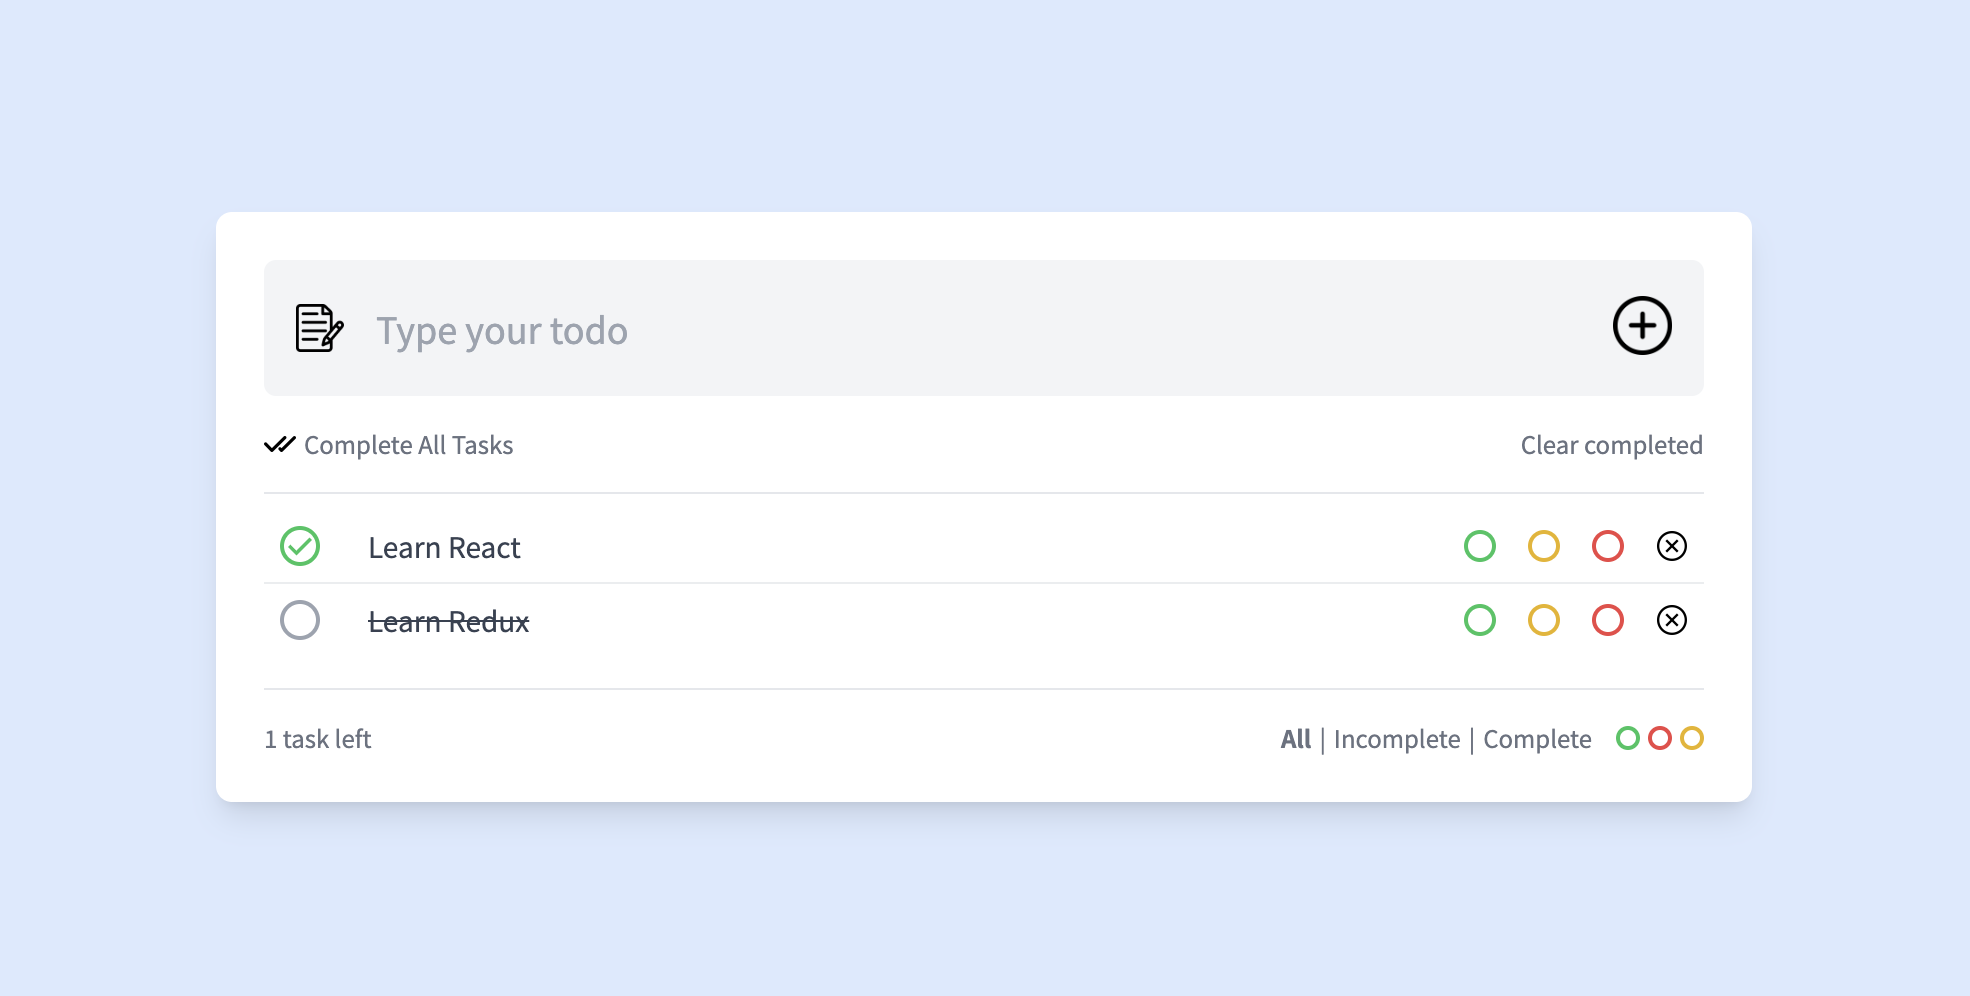 Type your todo
Complete All Tasks
Clear completed
Learn React
Learn Redux
1 task left
All | Incomplete | Complete